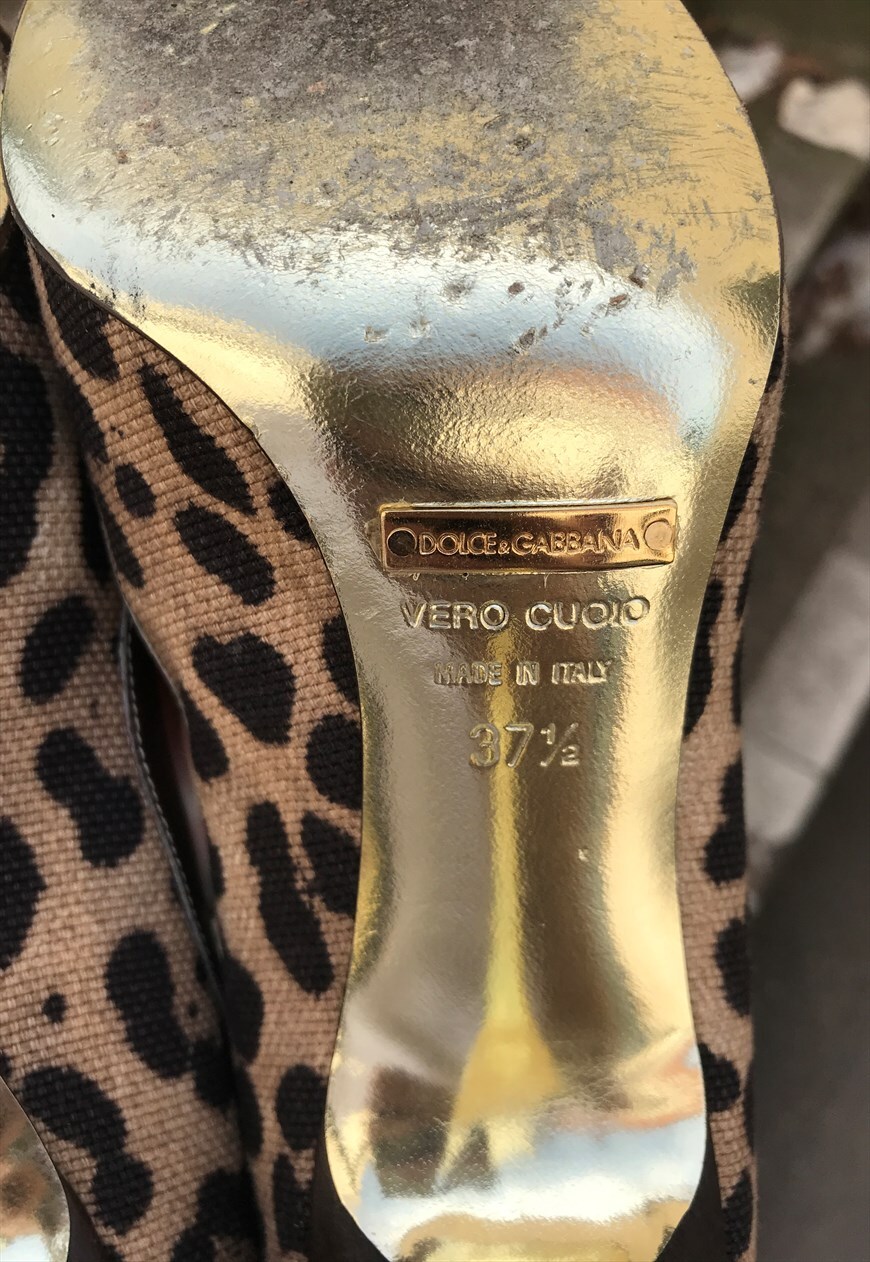 DOLCE&GABBANA
VERO CUOIO
MADE IN ITALY
37½